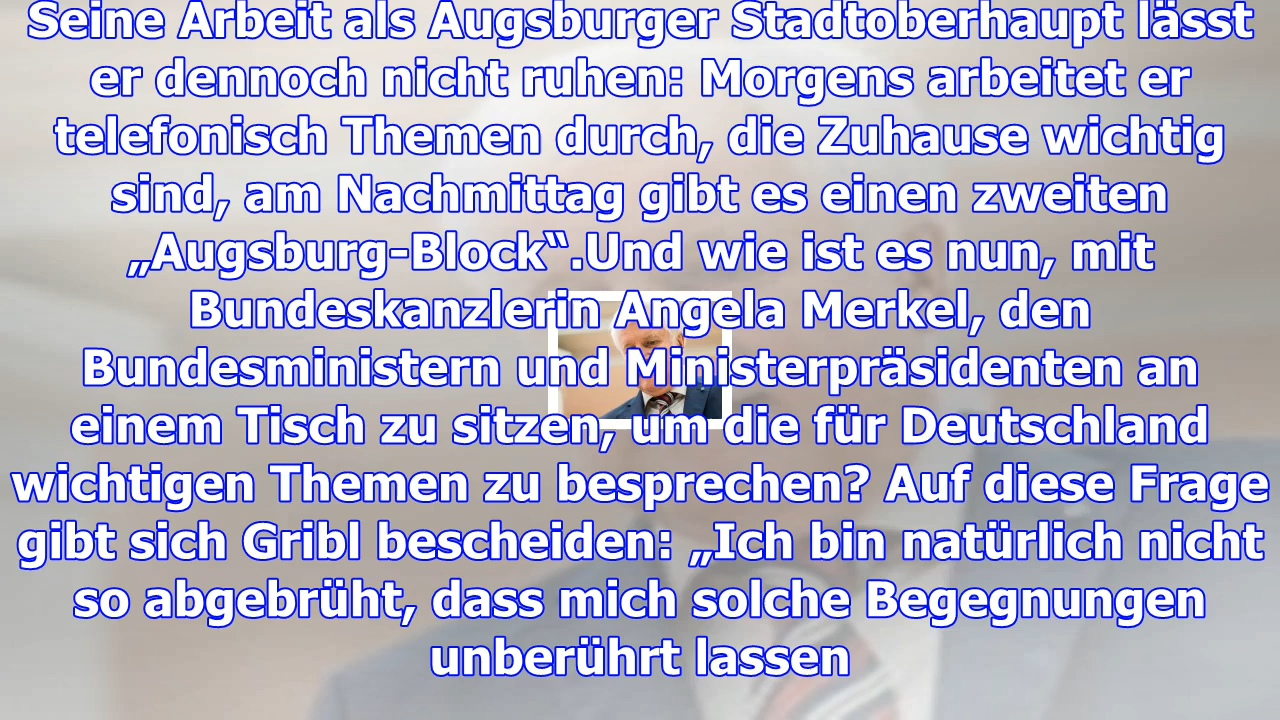 Seine Arbeit als Augsburger Stadtoberhaupt lässt
er dennoch nicht ruhen: Morgens arbeitet er
telefonisch Themen durch, die Zuhause wichtig
sind, am Nachmittag gibt es einen zweiten
„Augsburg-Block“.Und wie ist es nun, mit
Bundeskanzlerin Angela Merkel, den
Bundesministern und Ministerpräsidenten an
einem Tisch zu sitzen, um die für Deutschland
wichtigen Themen zu besprechen? Auf diese Frage
gibt sich Gribl bescheiden: „Ich bin natürlich nicht
so abgebrüht, dass mich solche Begegnungen
unberührt lassen